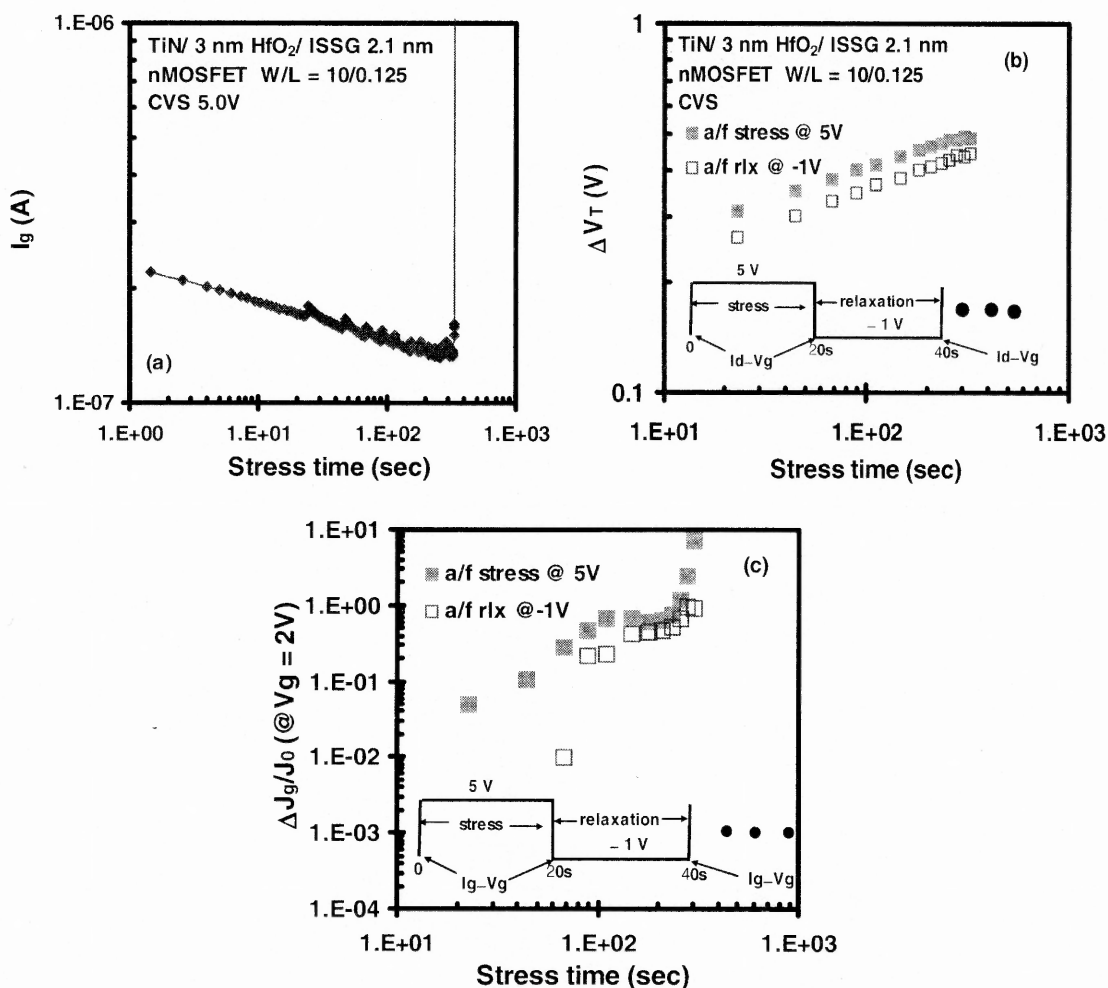 1.E-06
TiN/ 3 nm HfO₂/ ISSG 2.1 nm
nMOSFET W/L = 10/0.125
CVS 5.0V
Ig (A)
(a)
1.E-07
1.E+00 1.E+01 1.E+02 1.E+03
Stress time (sec)
1
TiN/ 3 nm HfO₂/ ISSG 2.1 nm
(b)
nMOSFET W/L = 10/0.125
CVS
a/f stress @ 5V
a/f rlx @ -1V
ΔVT (V)
5 V
stress
relaxation
– 1 V
0
20s
40s
Id–Vg
Id–Vg
0.1
1.E+01 1.E+02 1.E+03
Stress time (sec)
1.E+01
(c)
a/f stress @ 5V
1.E+00
a/f rlx @-1V
1.E-01
ΔJg/J0 (@Vg = 2V)
1.E-02
5 V
1.E-03
stress
relaxation
– 1 V
0
20s
40s
Ig–Vg
Ig–Vg
1.E-04
1.E+01 1.E+02 1.E+03
Stress time (sec)